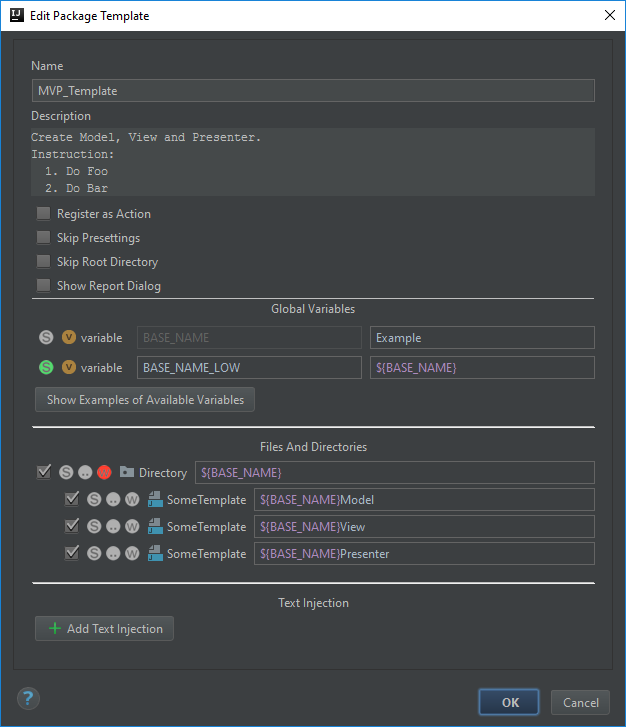 IJ Edit Package Template
Name
MVP_Template
Description
Create Model, View and Presenter.
Instruction:
1. Do Foo
2. Do Bar
Register as Action
Skip Presettings
Skip Root Directory
Show Report Dialog
Global Variables
S V variable BASE_NAME Example
S V variable BASE_NAME_LOW ${BASE_NAME}
Show Examples of Available Variables
Files And Directories
S .. W Directory ${BASE_NAME}
S .. W SomeTemplate ${BASE_NAME}Model
S .. W SomeTemplate ${BASE_NAME}View
S .. W SomeTemplate ${BASE_NAME}Presenter
Text Injection
Add Text Injection
? OK Cancel